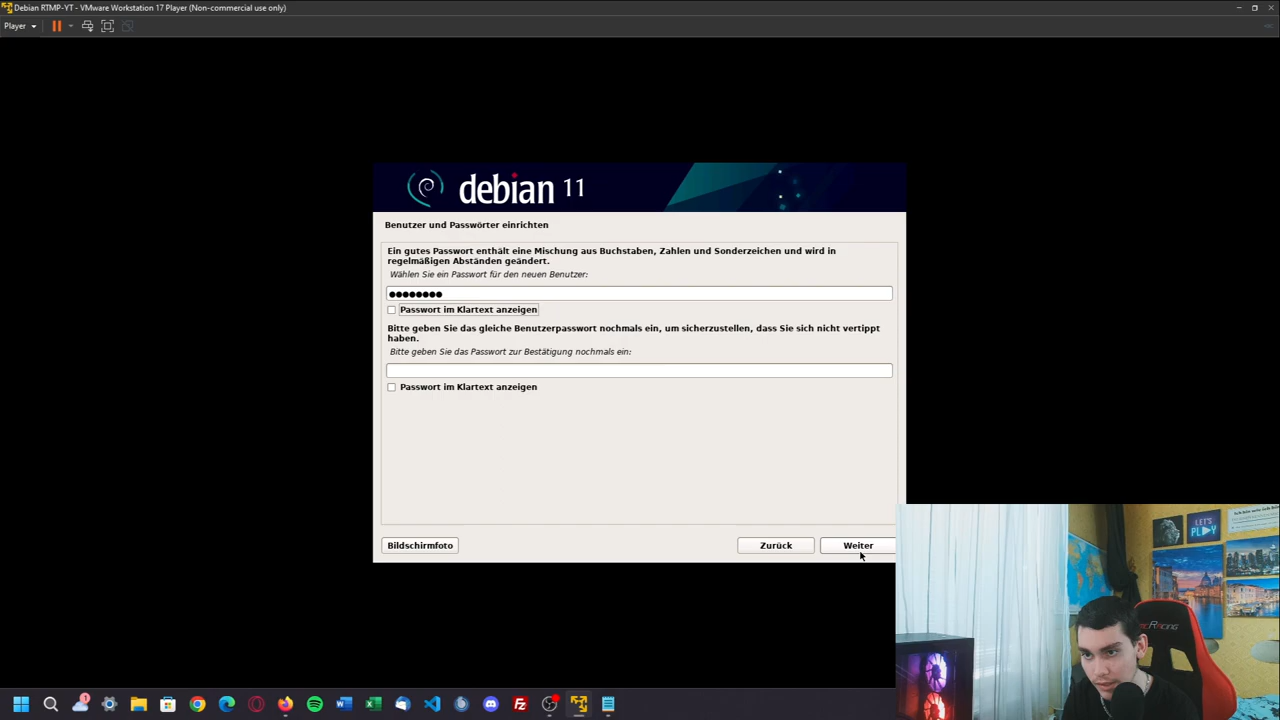 Debian RTMP-YT - VMware Workstation 17 Player (Non-commercial use only)
Player
debian 11
Benutzer und Passwörter einrichten
Ein gutes Passwort enthält eine Mischung aus Buchstaben, Zahlen und Sonderzeichen und wird in
regelmäßigen Abständen geändert.
Wählen Sie ein Passwort für den neuen Benutzer:
●●●●●●●●
Passwort im Klartext anzeigen
Bitte geben Sie das gleiche Benutzerpasswort nochmals ein, um sicherzustellen, dass Sie sich nicht vertippt
haben.
Bitte geben Sie das Passwort zur Bestätigung nochmals ein:
Passwort im Klartext anzeigen
Bildschirmfoto
Zurück
Weiter
LET'S
PLAY
1